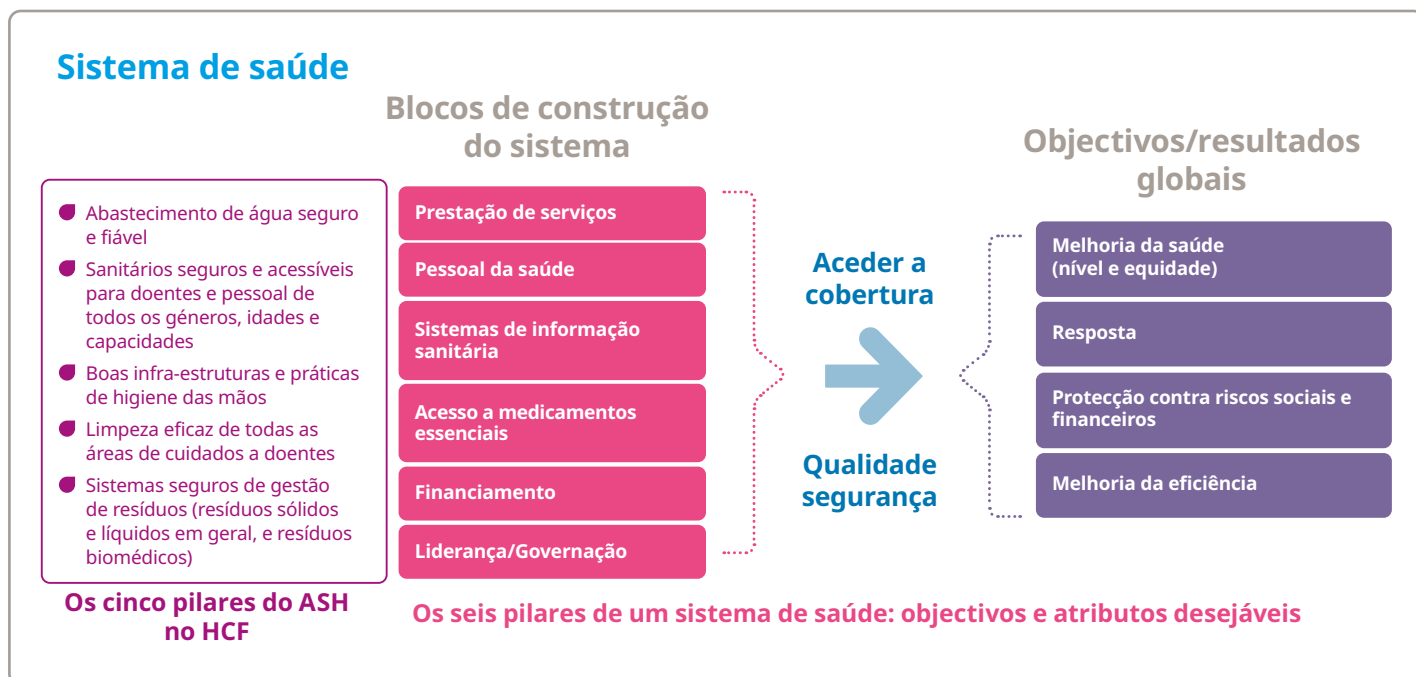 Sistema de saúde
Blocos de construção
do sistema
Objectivos/resultados
globais
Abastecimento de água seguro
e fiável
Sanitários seguros e acessíveis
para doentes e pessoal de
todos os géneros, idades e
capacidades
Boas infra-estruturas e práticas
de higiene das mãos
Limpeza eficaz de todas as
áreas de cuidados a doentes
Sistemas seguros de gestão
de resíduos (resíduos sólidos
e líquidos em geral, e resíduos
biomédicos)
Os cinco pilares do ASH
no HCF
Prestação de serviços
Pessoal da saúde
Sistemas de informação
sanitária
Acesso a medicamentos
essenciais
Financiamento
Liderança/Governação
Aceder a
cobertura
Qualidade
segurança
Melhoria da saúde
(nível e equidade)
Resposta
Protecção contra riscos sociais e
financeiros
Melhoria da eficiência
Os seis pilares de um sistema de saúde: objectivos e atributos desejáveis